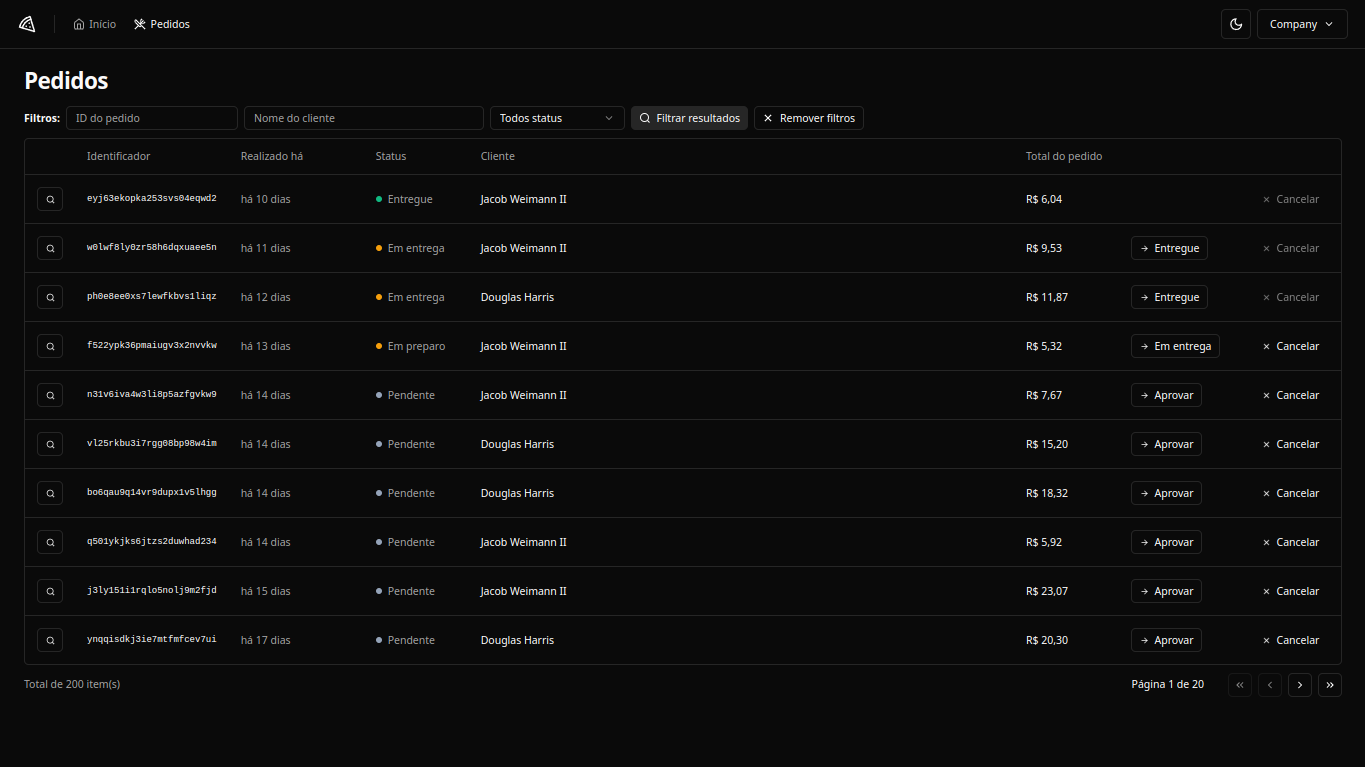 Início Pedidos Company
Pedidos
Filtros: ID do pedido Nome do cliente Todos status Filtrar resultados Remover filtros
Identificador Realizado há Status Cliente Total do pedido
eyj63ekopka253svs04eqwd2 há 10 dias Entregue Jacob Weimann II R$ 6,04 Cancelar
w0lwf8ly0zr58h6dqxuaee5n há 11 dias Em entrega Jacob Weimann II R$ 9,53 Entregue Cancelar
ph0e8ee0xs7lewfkbvs1liqz há 12 dias Em entrega Douglas Harris R$ 11,87 Entregue Cancelar
f522ypk36pmaiugv3x2nvvkw há 13 dias Em preparo Jacob Weimann II R$ 5,32 Em entrega Cancelar
n31v6iva4w3li8p5azfgvkw9 há 14 dias Pendente Jacob Weimann II R$ 7,67 Aprovar Cancelar
vl25rkbu3i7rgg08bp98w4im há 14 dias Pendente Douglas Harris R$ 15,20 Aprovar Cancelar
bo6qau9q14vr9dupx1v5lhgg há 14 dias Pendente Douglas Harris R$ 18,32 Aprovar Cancelar
q501ykjks6jtzs2duwhad234 há 14 dias Pendente Jacob Weimann II R$ 5,92 Aprovar Cancelar
j3ly151i1rqlo5nolj9m2fjd há 15 dias Pendente Jacob Weimann II R$ 23,07 Aprovar Cancelar
ynqqisdkj3ie7mtfmfcev7ui há 17 dias Pendente Douglas Harris R$ 20,30 Aprovar Cancelar
Total de 200 item(s) Página 1 de 20